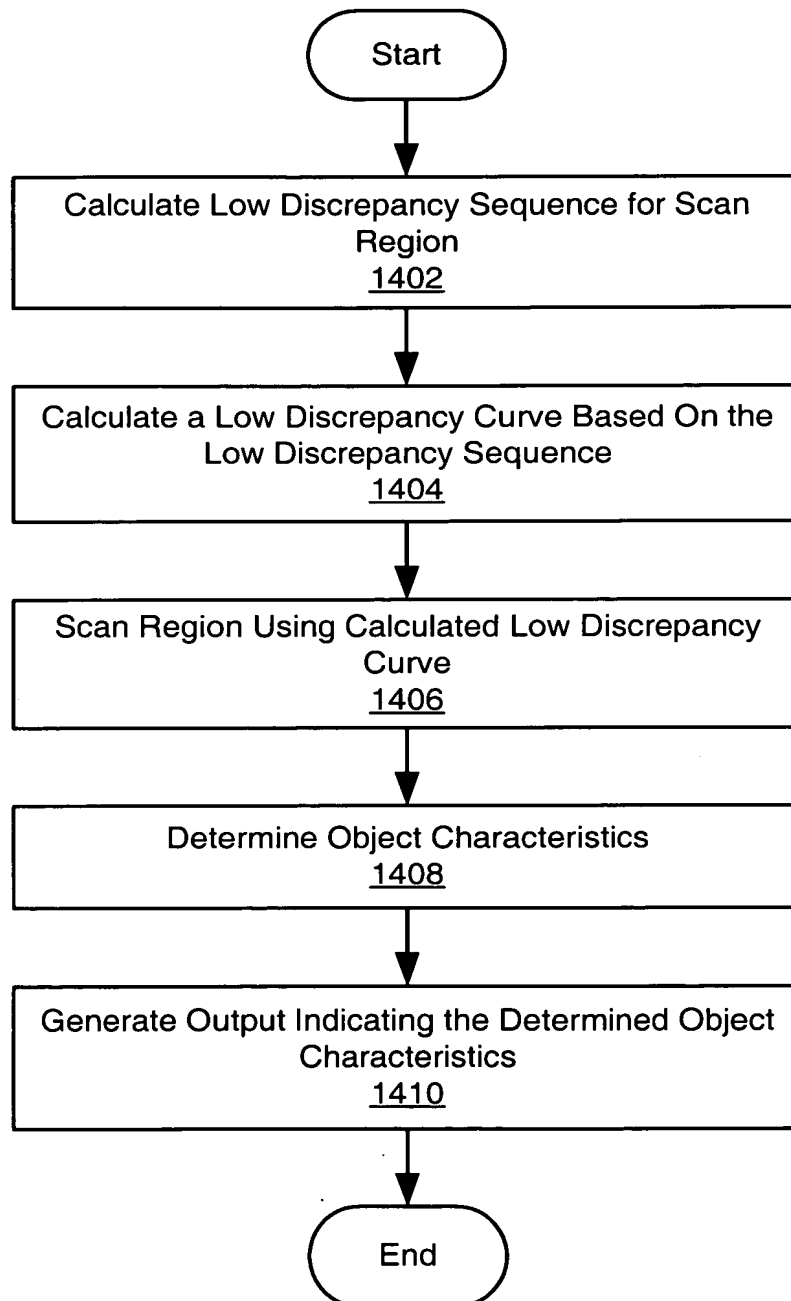 Start
Calculate Low Discrepancy Sequence for Scan
Region
1402
Calculate a Low Discrepancy Curve Based On the
Low Discrepancy Sequence
1404
Scan Region Using Calculated Low Discrepancy
Curve
1406
Determine Object Characteristics
1408
Generate Output Indicating the Determined Object
Characteristics
1410
End